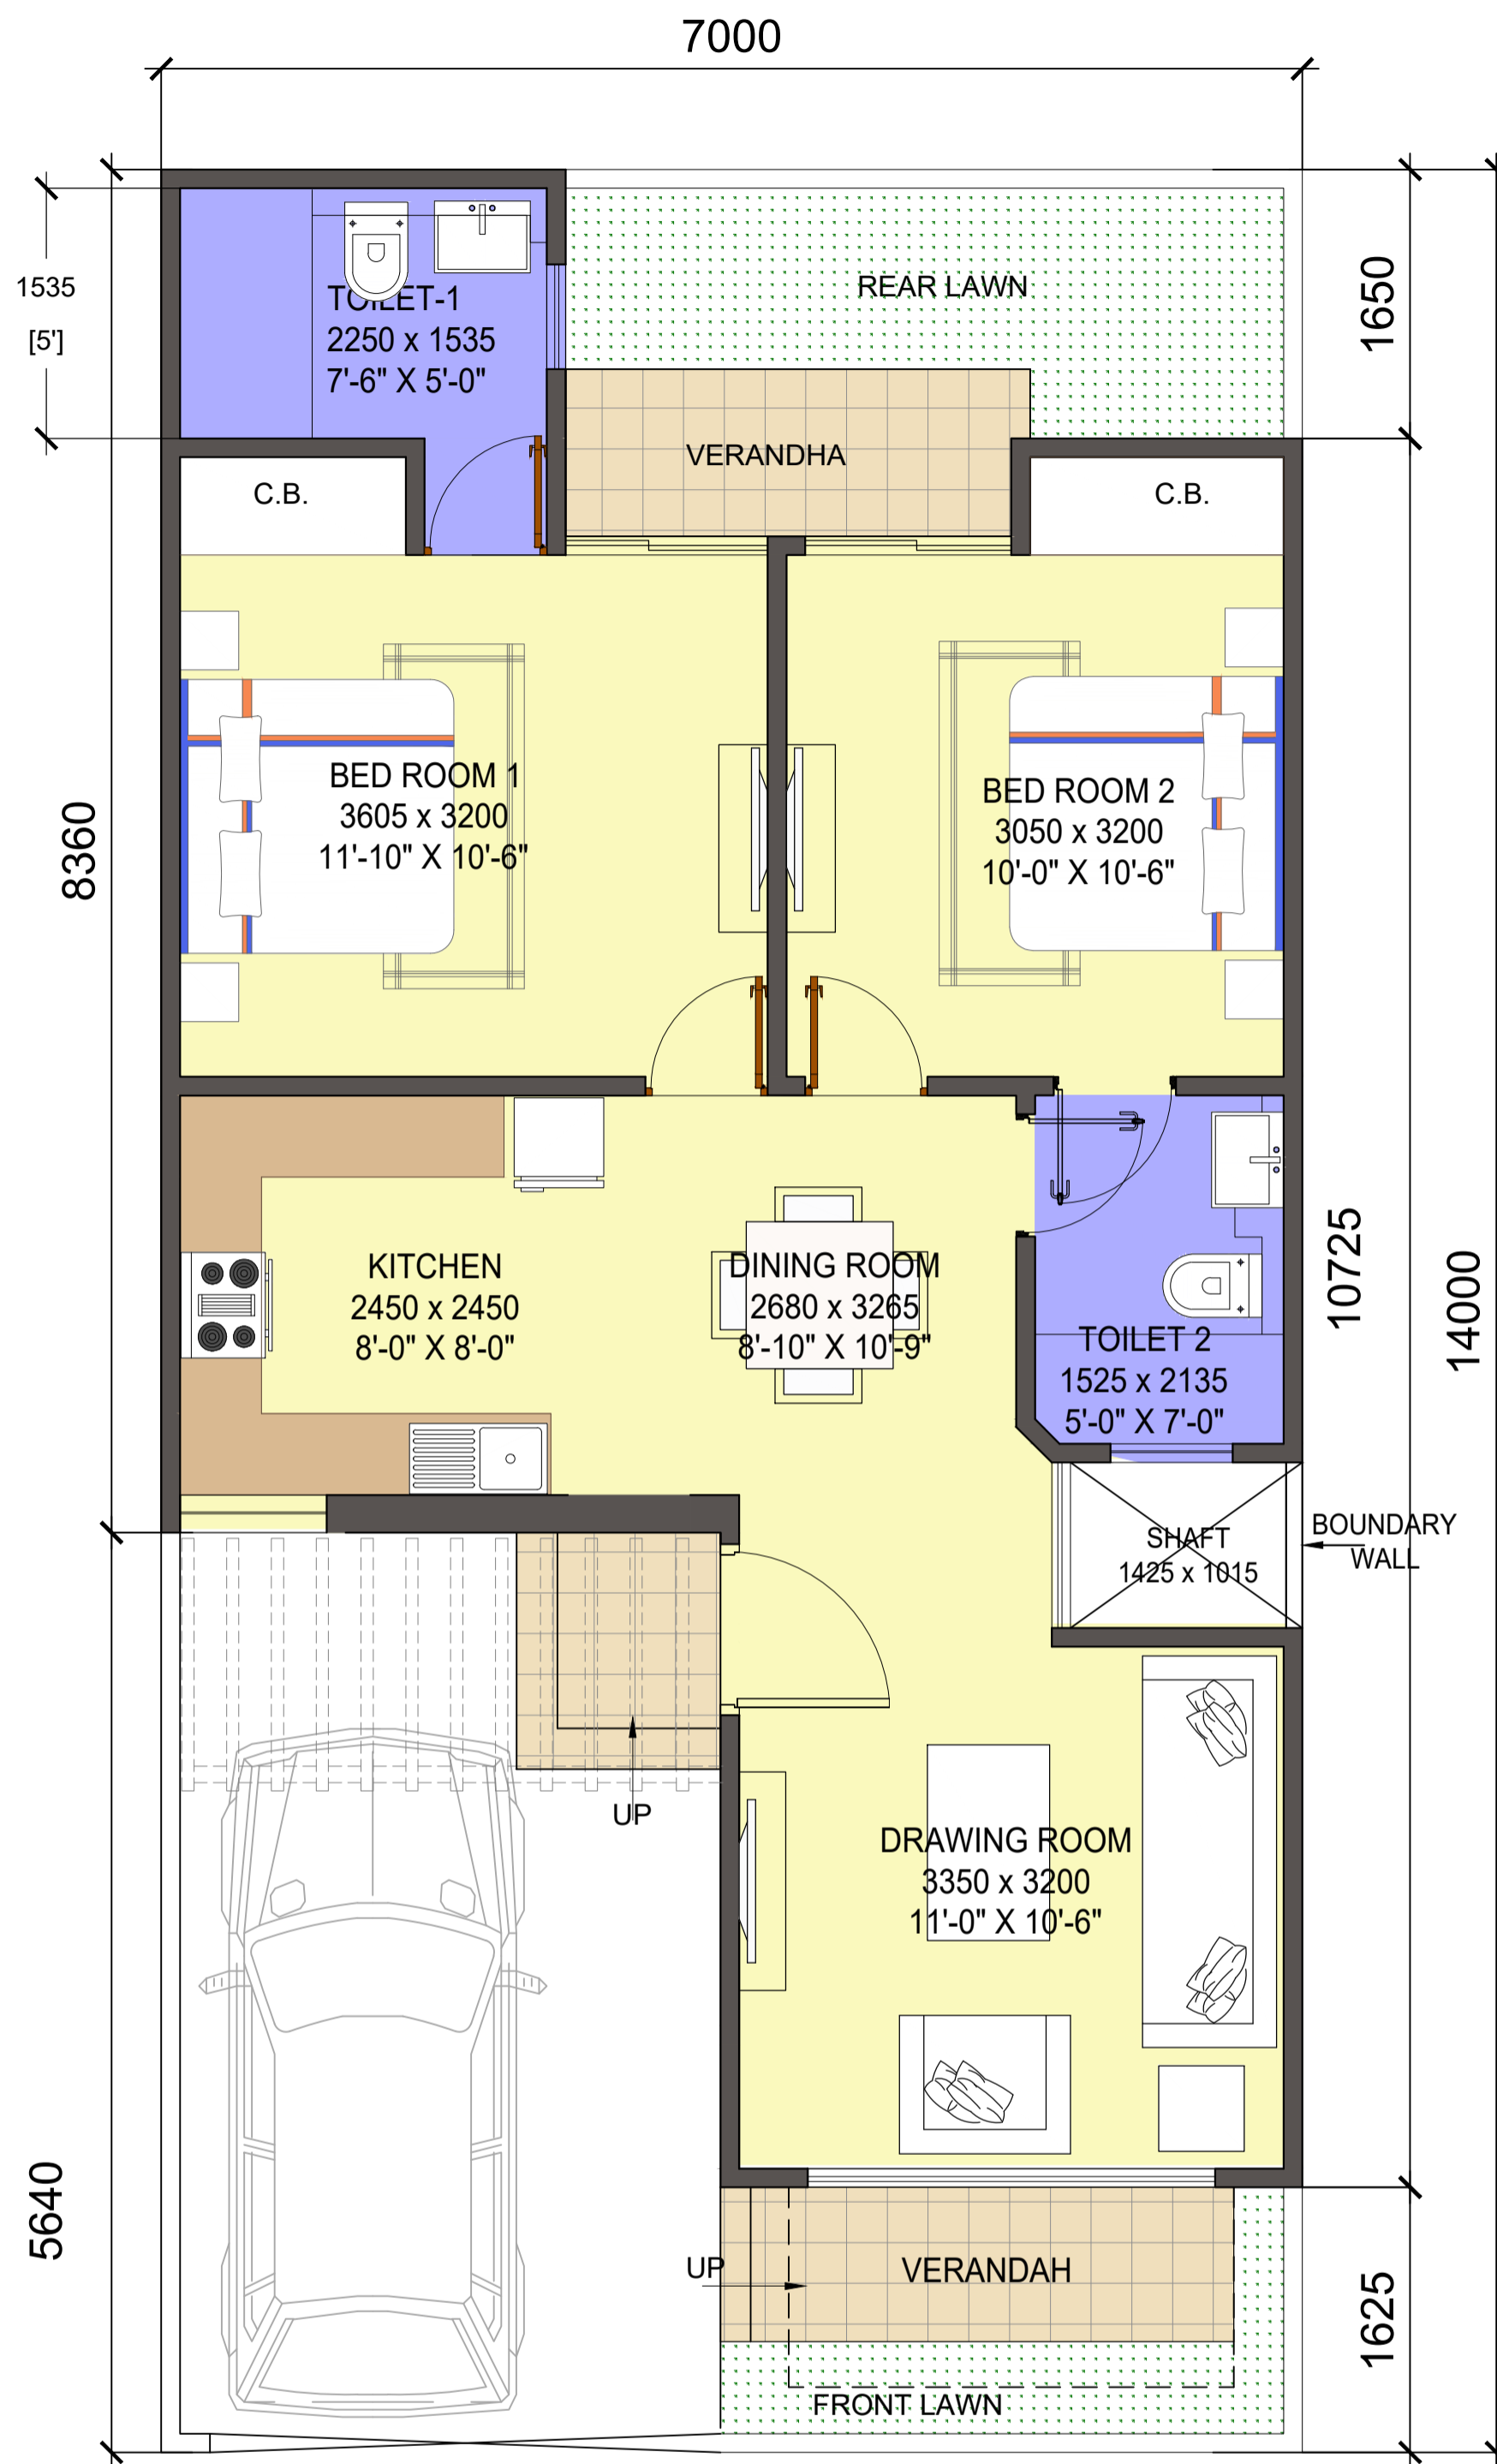 7000
1535
[5']
TOILET-1
2250 x 1535
7'-6" X 5'-0"
REAR LAWN
1650
VERANDHA
C.B.
C.B.
BED ROOM 1
3605 x 3200
11'-10" X 10'-6"
BED ROOM 2
3050 x 3200
10'-0" X 10'-6"
8360
KITCHEN
2450 x 2450
8'-0" X 8'-0"
DINING ROOM
2680 x 3265
8'-10" X 10'-9"
TOILET 2
1525 x 2135
5'-0" X 7'-0"
10725
14000
SHAFT
1425 x 1015
BOUNDARY
WALL
UP
DRAWING ROOM
3350 x 3200
11'-0" X 10'-6"
5640
UP
VERANDAH
1625
FRONT LAWN